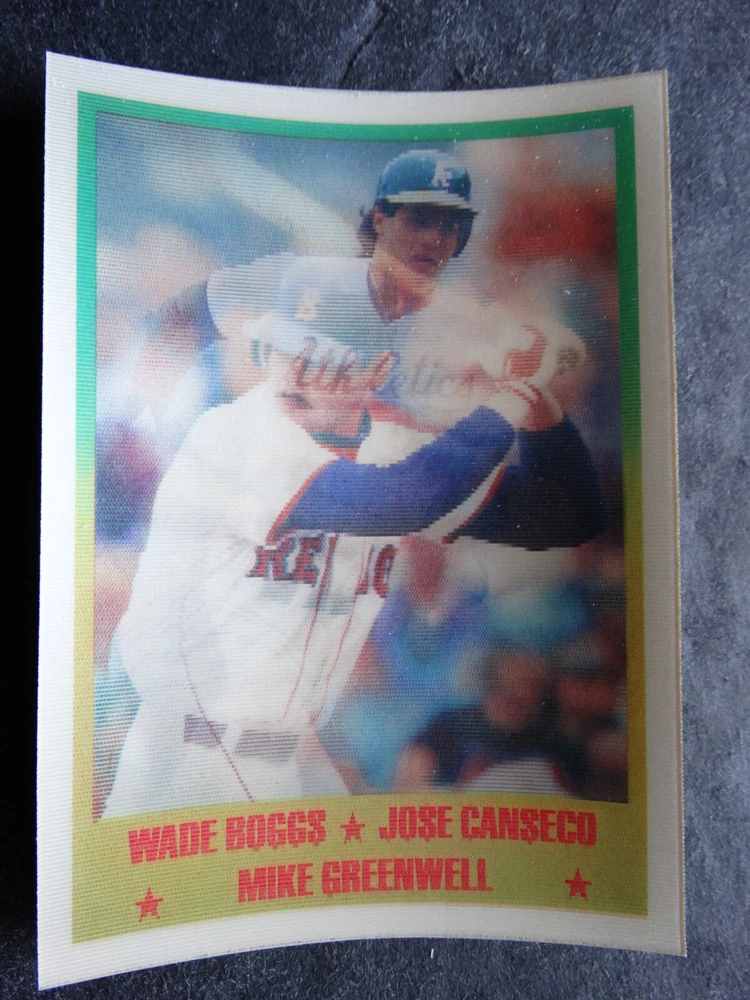 Athletics
WADE BOGGS ★ JOSE CANSECO
MIKE GREENWELL